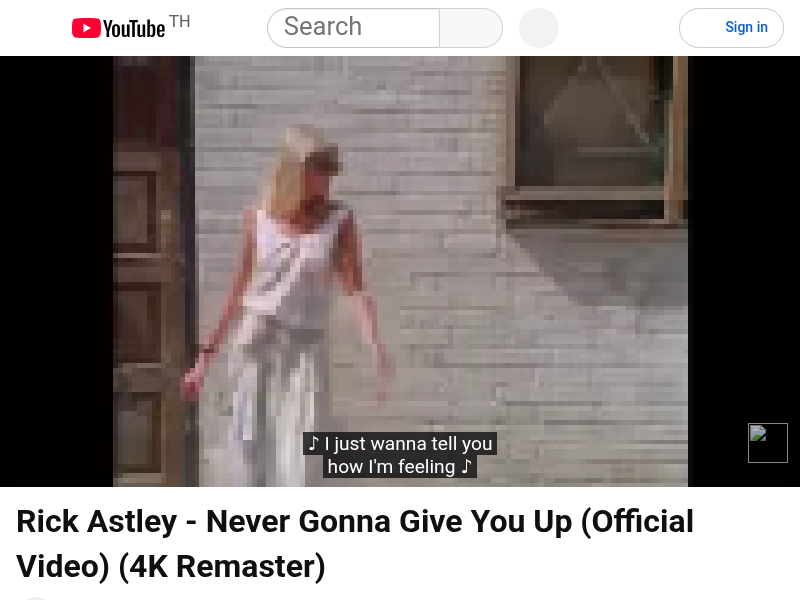 YouTube TH
Search
Sign in
♪ I just wanna tell you
how I'm feeling ♪
Rick Astley - Never Gonna Give You Up (Official
Video) (4K Remaster)